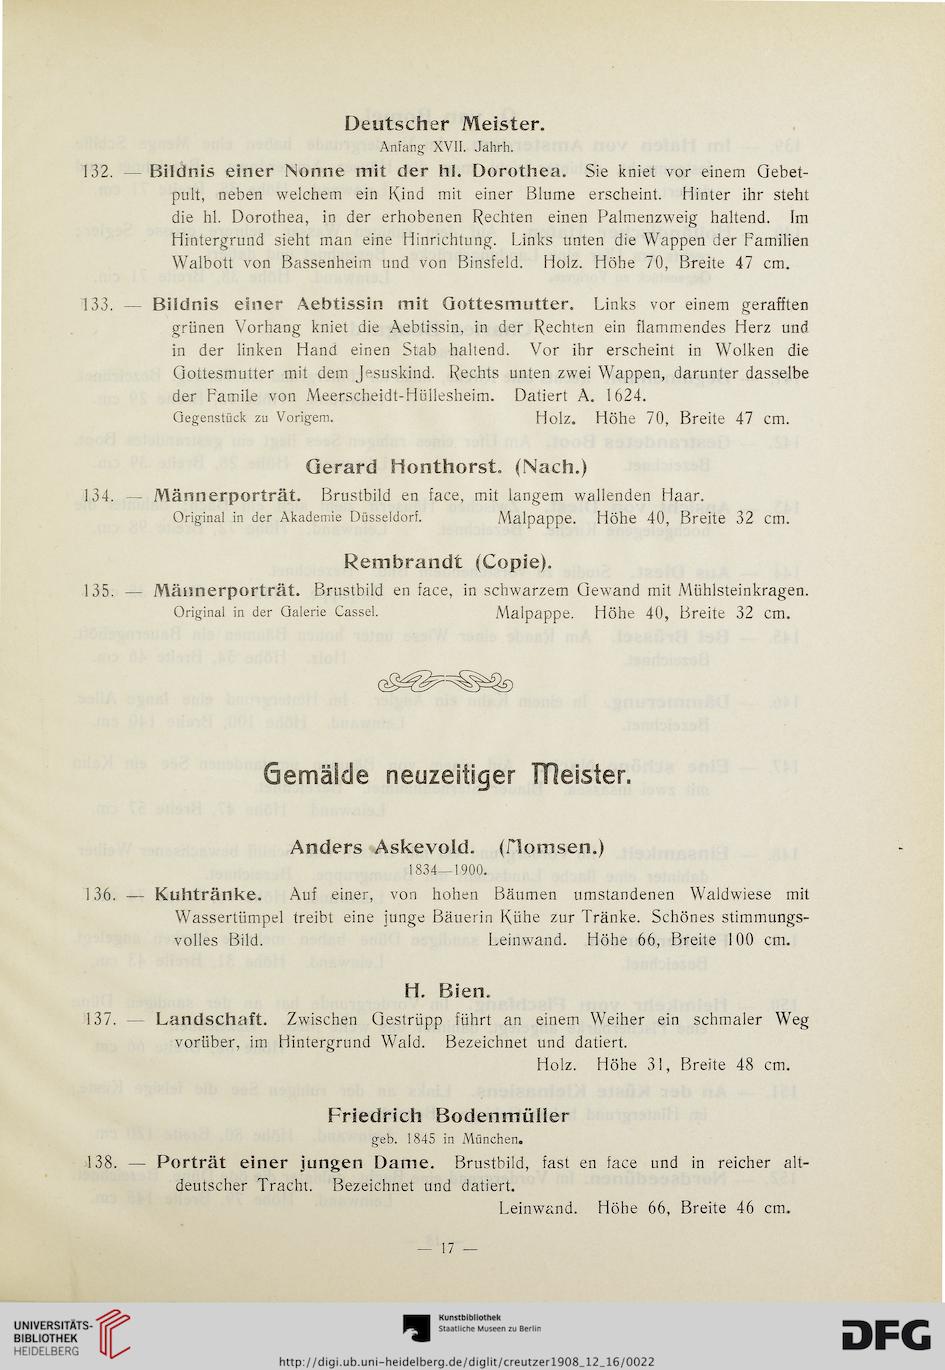 Deutscher Meister.
Anfang XVII. Jahrh.
132. — Bildnis einer Nonne mit der hl. Dorothea. Sie kniet vor einem Gebet-
pult, neben welchem ein Kind mit einer Blume erscheint. Hinter ihr steht
die hl. Dorothea, in der erhobenen Rechten einen Palmenzweig haltend. Im
Hintergrund sieht man eine Hinrichtung. Links unten die Wappen der Familien
Walbott von Bassenheim und von Binsfeld. Holz. Höhe 70, Breite 47 cm.
133. — Bildnis einer Aebtissin mit Gottesmutter. Links vor einem gerafften
grünen Vorhang kniet die Aebtissin, in der Rechten ein flammendes Herz und
in der linken Hand einen Stab haltend. Vor ihr erscheint in Wolken die
Gottesmutter mit dem Jesuskind. Rechts unten zwei Wappen, darunter dasselbe
der Famile von Meerscheidt-Hüllesheim. Datiert A. 1624.
Gegenstück zu Vorigem. Holz. Höhe 70, Breite 47 cm.
Gerard Honthorst. (Nach.)
134. — Männerporträt. Brustbild en face, mit langem wallenden Haar.
Original in der Akademie Düsseldorf. Malpappe. Höhe 40, Breite 32 cm.
Rembrandt (Copie).
135. — Männerporträt. Brustbild en face, in schwarzem Gewand mit Mühlsteinkragen.
Original in der Galerie Cassel. Malpappe. Höhe 40, Breite 32 cm.
Gemälde neuzeitiger Meister.
Anders Askevold. (Nomsen.)
1834—1900.
136. — Kuhtränke. Auf einer, von hohen Bäumen umstandenen Waldwiese mit
Wassertümpel treibt eine junge Bäuerin Kühe zur Tränke. Schönes stimmungs-
volles Bild. Leinwand. Höhe 66, Breite 100 cm.
H. Bien.
137. — Landschaft. Zwischen Gestrüpp führt an einem Weiher ein schmaler Weg
vorüber, im Hintergrund Wald. Bezeichnet und datiert.
Holz. Höhe 31, Breite 48 cm.
Friedrich Bodenmüller
geb. 1845 in München.
138. — Porträt einer jungen Dame. Brustbild, fast en face und in reicher alt-
deutscher Tracht. Bezeichnet und datiert.
Leinwand. Höhe 66, Breite 46 cm.
— 17 —
UNIVERSITÄTS-
BIBLIOTHEK
HEIDELBERG
Kunstbibliothek
Staatliche Museen zu Berlin
DFG
http://digi.ub.uni-heidelberg.de/diglit/creutzer1908_12_16/0022